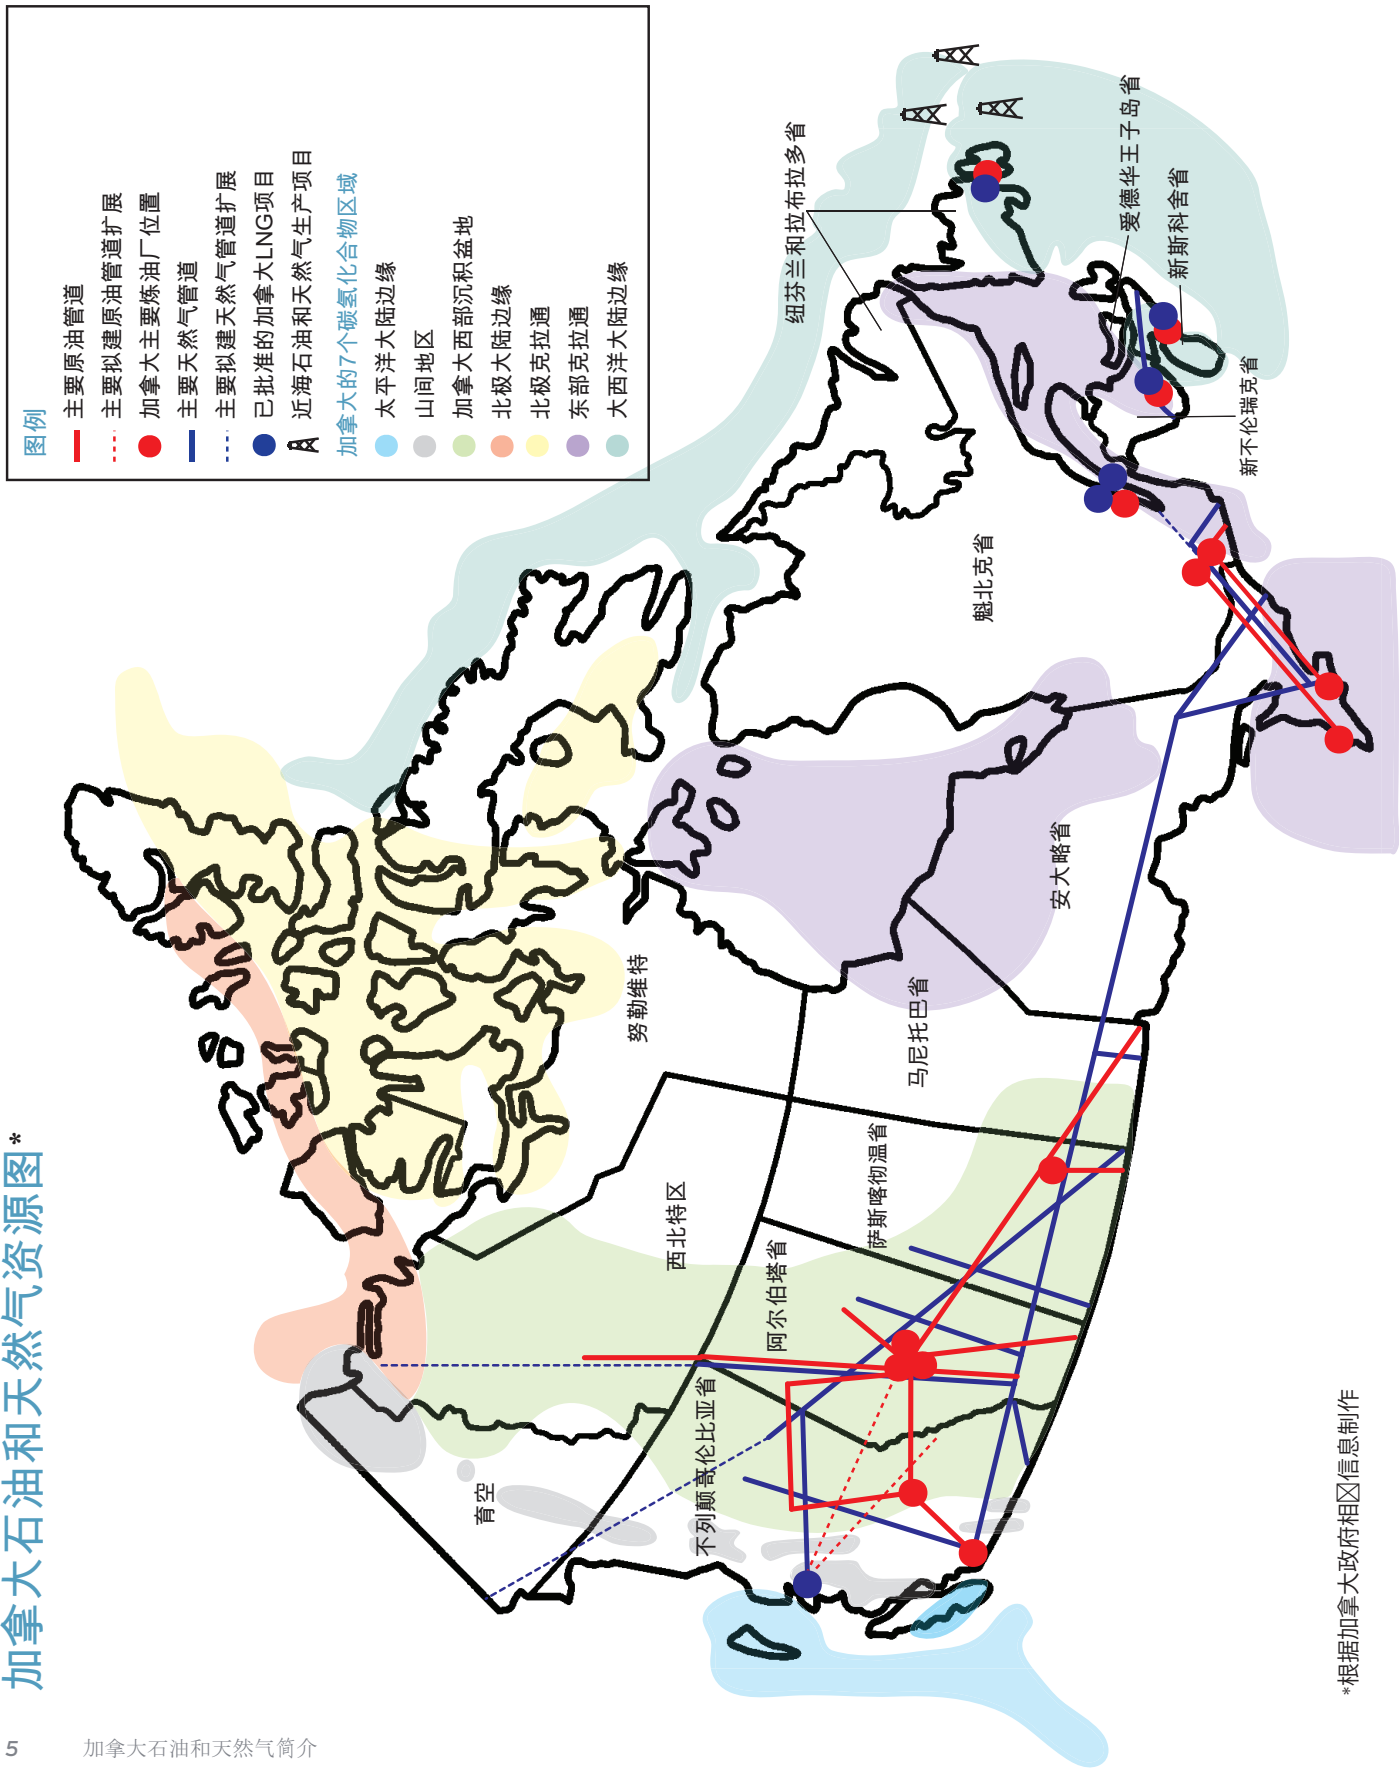 加拿大石油和天然气资源图*
图例
主要原油管道
主要拟建原油管道扩展
加拿大主要炼油厂位置
主要天然气管道
主要拟建天然气管道扩展
已批准的加拿大LNG项目
近海石油和天然气生产项目
加拿大的7个碳氢化合物区域
太平洋大陆边缘
山间地区
加拿大西部沉积盆地
北极大陆边缘
北极克拉通
东部克拉通
大西洋大陆边缘
育空
西北特区
努勒维特
不列颠哥伦比亚省
阿尔伯塔省
萨斯喀彻温省
马尼托巴省
安大略省
魁北克省
纽芬兰和拉布拉多省
爱德华王子岛省
新斯科舍省
新不伦瑞克省
*根据加拿大政府相☒信息制作
5
加拿大石油和天然气简介